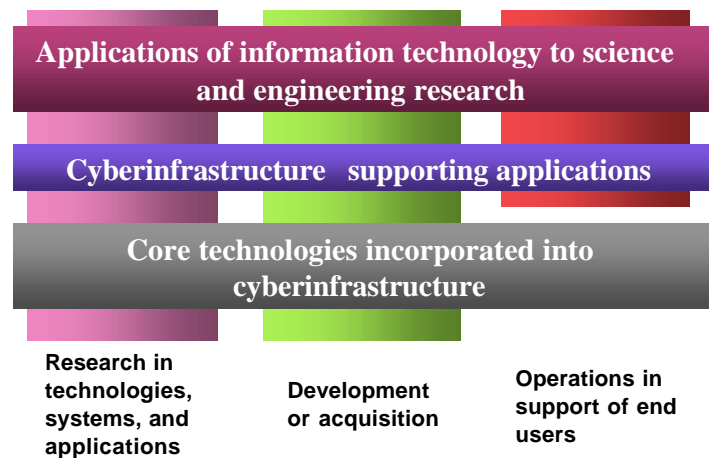 Applications of information technology to science
and engineering research
Cyberinfrastructure supporting applications
Core technologies incorporated into
cyberinfrastructure
Research in
technologies,
systems, and
applications
Development
or acquisition
Operations in
support of end
users